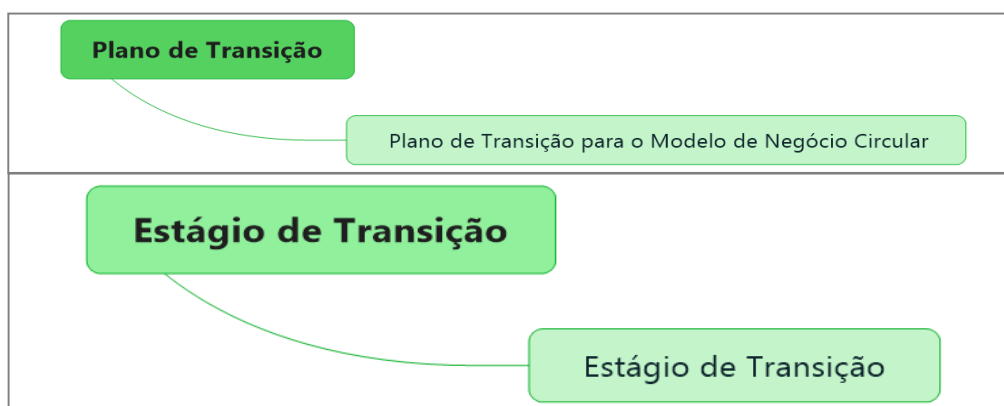 Plano de Transição
Plano de Transição para o Modelo de Negócio Circular
Estágio de Transição
Estágio de Transição